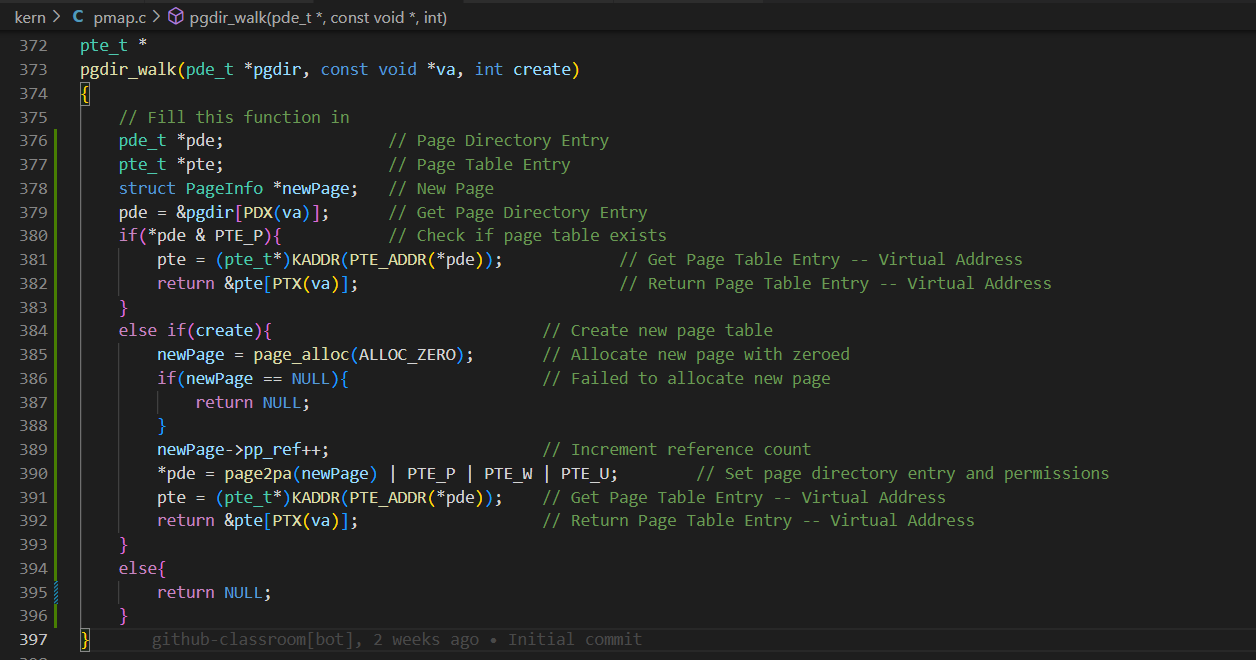 kern > C pmap.c > pgdir_walk(pde_t *, const void *, int)
372 pte_t *
373 pgdir_walk(pde_t *pgdir, const void *va, int create)
374 {
375     // Fill this function in
376     pde_t *pde;                 // Page Directory Entry
377     pte_t *pte;                 // Page Table Entry
378     struct PageInfo *newPage;   // New Page
379     pde = &pgdir[PDX(va)];      // Get Page Directory Entry
380     if(*pde & PTE_P){           // Check if page table exists
381         pte = (pte_t*)KADDR(PTE_ADDR(*pde));            // Get Page Table Entry -- Virtual Address
382         return &pte[PTX(va)];                           // Return Page Table Entry -- Virtual Address
383     }
384     else if(create){                            // Create new page table
385         newPage = page_alloc(ALLOC_ZERO);       // Allocate new page with zeroed
386         if(newPage == NULL){                    // Failed to allocate new page
387             return NULL;
388         }
389         newPage->pp_ref++;                      // Increment reference count
390         *pde = page2pa(newPage) | PTE_P | PTE_W | PTE_U;        // Set page directory entry and permissions
391         pte = (pte_t*)KADDR(PTE_ADDR(*pde));    // Get Page Table Entry -- Virtual Address
392         return &pte[PTX(va)];                   // Return Page Table Entry -- Virtual Address
393     }
394     else{
395         return NULL;
396     }
397 }      github-classroom[bot], 2 weeks ago • Initial commit